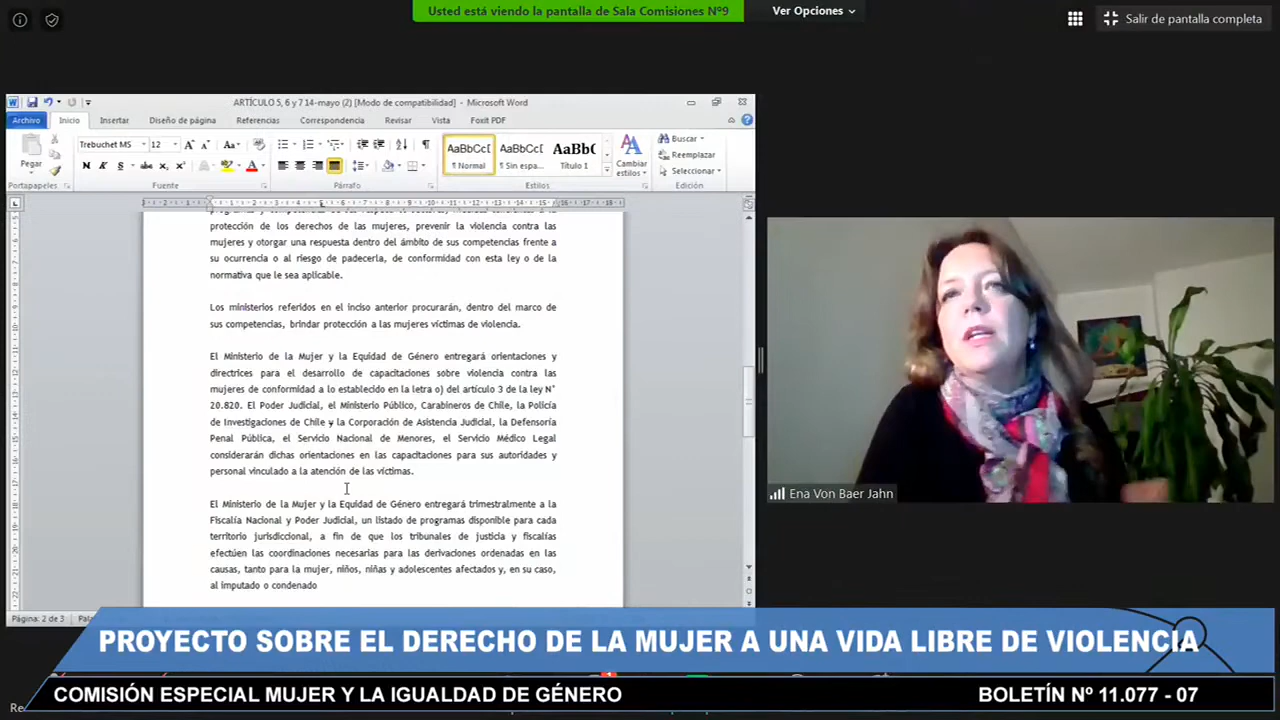 Usted está viendo la pantalla de Sala Comisiones Nº9
Ver Opciones
Salir de pantalla completa
ARTÍCULO 5, 6 y 7 14-mayo (2) [Modo de compatibilidad] - Microsoft Word
Archivo
Inicio
Insertar
Diseño de página
Referencias
Correspondencia
Revisar
Vista
Foxit PDF
Pegar
Trebuchet MS
12
AaBbCcD
¶ Normal
AaBbCcD
¶ Sin espa...
AaBb(
Título 1
Cambiar
estilos
Buscar
Reemplazar
Seleccionar
Portapapeles
Fuente
Párrafo
Estilos
Edición
protección de los derechos de las mujeres, prevenir la violencia contra las
mujeres y otorgar una respuesta dentro del ámbito de sus competencias frente a
su ocurrencia o al riesgo de padecerla, de conformidad con esta ley o de la
normativa que le sea aplicable.
Los ministerios referidos en el inciso anterior procurarán, dentro del marco de
sus competencias, brindar protección a las mujeres víctimas de violencia.
El Ministerio de la Mujer y la Equidad de Género entregará orientaciones y
directrices para el desarrollo de capacitaciones sobre violencia contra las
mujeres de conformidad a lo establecido en la letra o) del artículo 3 de la ley N°
20.820. El Poder Judicial, el Ministerio Público, Carabineros de Chile, la Policía
de Investigaciones de Chile y la Corporación de Asistencia Judicial, la Defensoría
Penal Pública, el Servicio Nacional de Menores, el Servicio Médico Legal
considerarán dichas orientaciones en las capacitaciones para sus autoridades y
personal vinculado a la atención de las víctimas.
El Ministerio de la Mujer y la Equidad de Género entregará trimestralmente a la
Fiscalía Nacional y Poder Judicial, un listado de programas disponible para cada
territorio jurisdiccional, a fin de que los tribunales de justicia y fiscalías
efectúen las coordinaciones necesarias para las derivaciones ordenadas en las
causas, tanto para la mujer, niños, niñas y adolescentes afectados y, en su caso,
al imputado o condenado
Página: 2 de 3
Ena Von Baer Jahn
PROYECTO SOBRE EL DERECHO DE LA MUJER A UNA VIDA LIBRE DE VIOLENCIA
COMISIÓN ESPECIAL MUJER Y LA IGUALDAD DE GÉNERO
BOLETÍN Nº 11.077 - 07